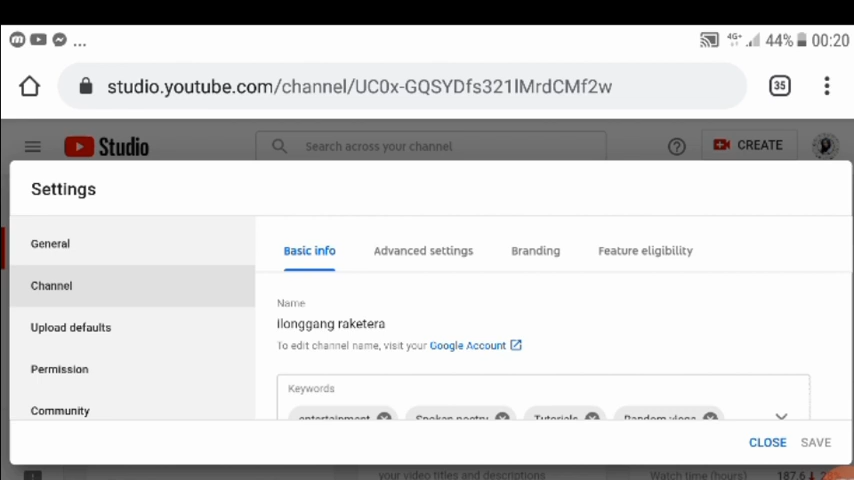 ... 4G+ 44% 00:20
studio.youtube.com/channel/UC0x-GQSYDfs321lMrdCMf2w 35
Studio Search across your channel CREATE
Settings
General
Channel
Upload defaults
Permission
Community
Basic info Advanced settings Branding Feature eligibility
Name
ilonggang raketera
To edit channel name, visit your Google Account
Keywords
entertainment Spoken poetry Tutorials Random vlogs
CLOSE SAVE
your video titles and descriptions Watch time (hours) 187.6